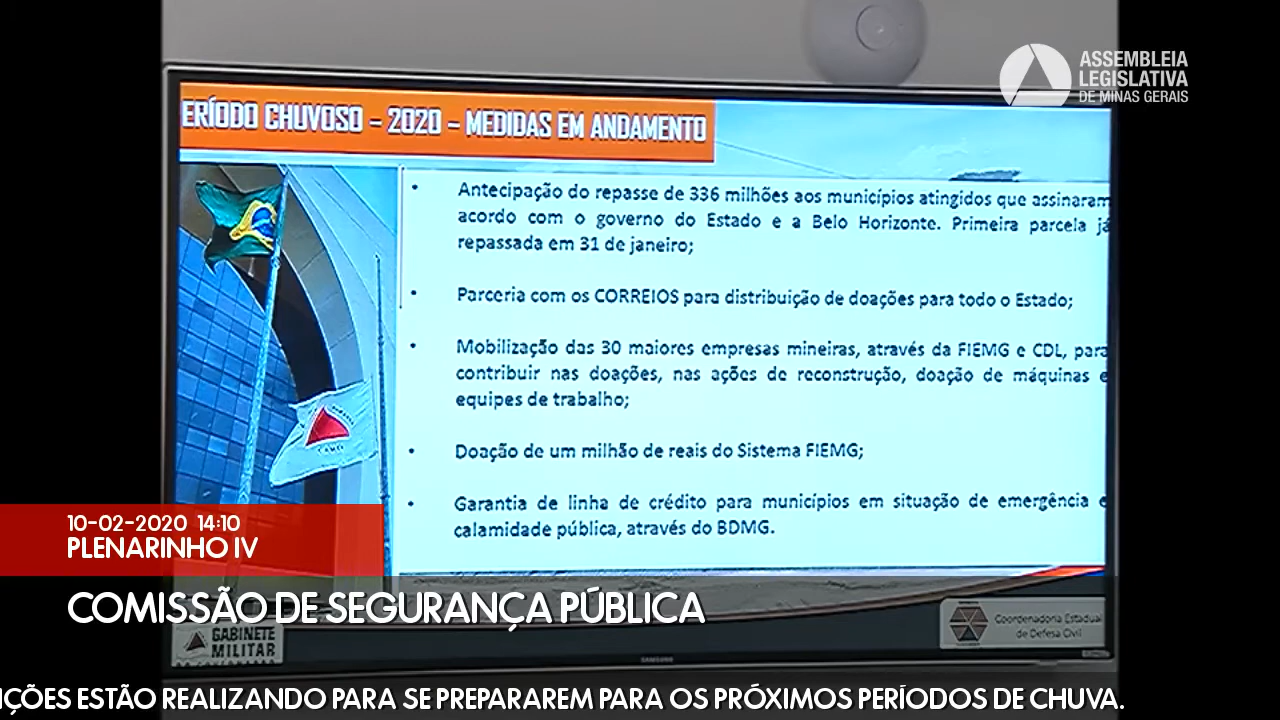 ASSEMBLEIA
LEGISLATIVA
DE MINAS GERAIS
ERÍODO CHUVOSO – 2020 – MEDIDAS EM ANDAMENTO
• Antecipação do repasse de 336 milhões aos municípios atingidos que assinaram
acordo com o governo do Estado e a Belo Horizonte. Primeira parcela já
repassada em 31 de janeiro;
• Parceria com os CORREIOS para distribuição de doações para todo o Estado;
• Mobilização das 30 maiores empresas mineiras, através da FIEMG e CDL, para
contribuir nas doações, nas ações de reconstrução, doação de máquinas e
equipes de trabalho;
• Doação de um milhão de reais do Sistema FIEMG;
• Garantia de linha de crédito para municípios em situação de emergência e
calamidade pública, através do BDMG.
10-02-2020 14:10
PLENARINHO IV
COMISSÃO DE SEGURANÇA PÚBLICA
GABINETE
MILITAR
Coordenadoria Estadual
de Defesa Civil
SAMSUNG
IÇÕES ESTÃO REALIZANDO PARA SE PREPARAREM PARA OS PRÓXIMOS PERÍODOS DE CHUVA.